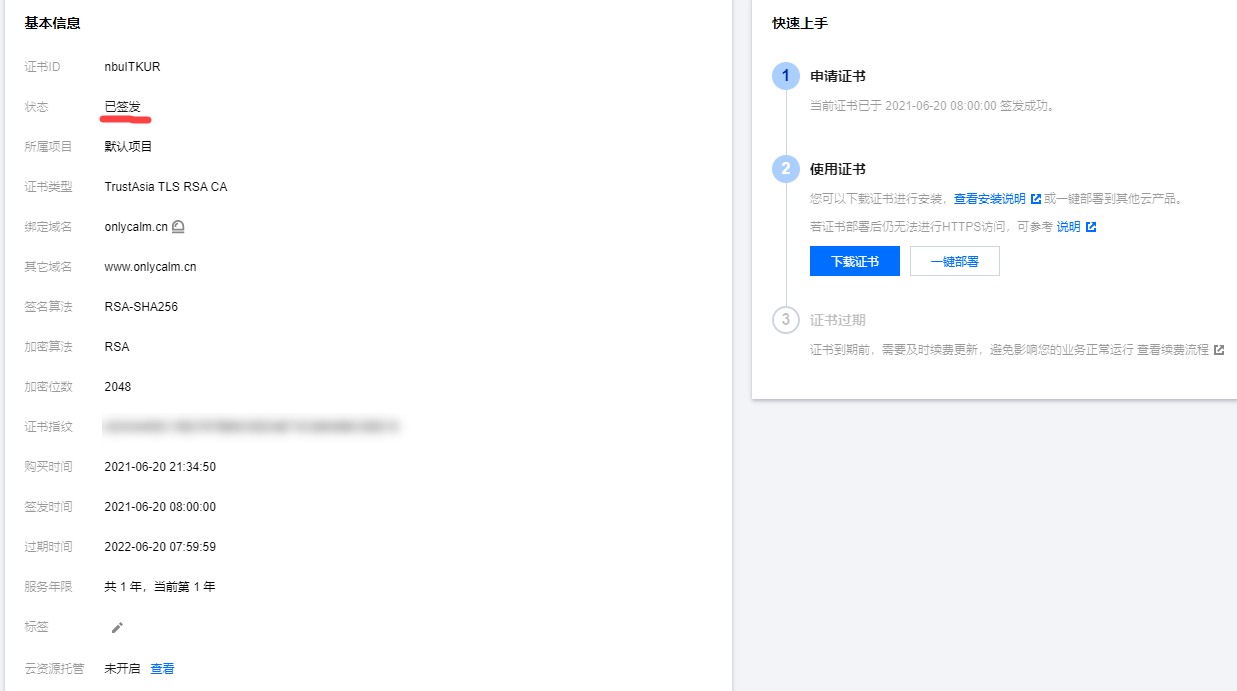 基本信息
证书ID nbulTKUR
状态 已签发
所属项目 默认项目
证书类型 TrustAsia TLS RSA CA
绑定域名 onlycalm.cn
其它域名 www.onlycalm.cn
签名算法 RSA-SHA256
加密算法 RSA
加密位数 2048
证书指纹
购买时间 2021-06-20 21:34:50
签发时间 2021-06-20 08:00:00
过期时间 2022-06-20 07:59:59
服务年限 共 1 年，当前第 1 年
标签
云资源托管 未开启 查看
快速上手
1 申请证书
当前证书已于 2021-06-20 08:00:00 签发成功。
2 使用证书
您可以下载证书进行安装，查看安装说明 或一键部署到其他云产品。
若证书部署后仍无法进行HTTPS访问，可参考 说明
下载证书 一键部署
3 证书过期
证书到期前，需要及时续费更新，避免影响您的业务正常运行 查看续费流程